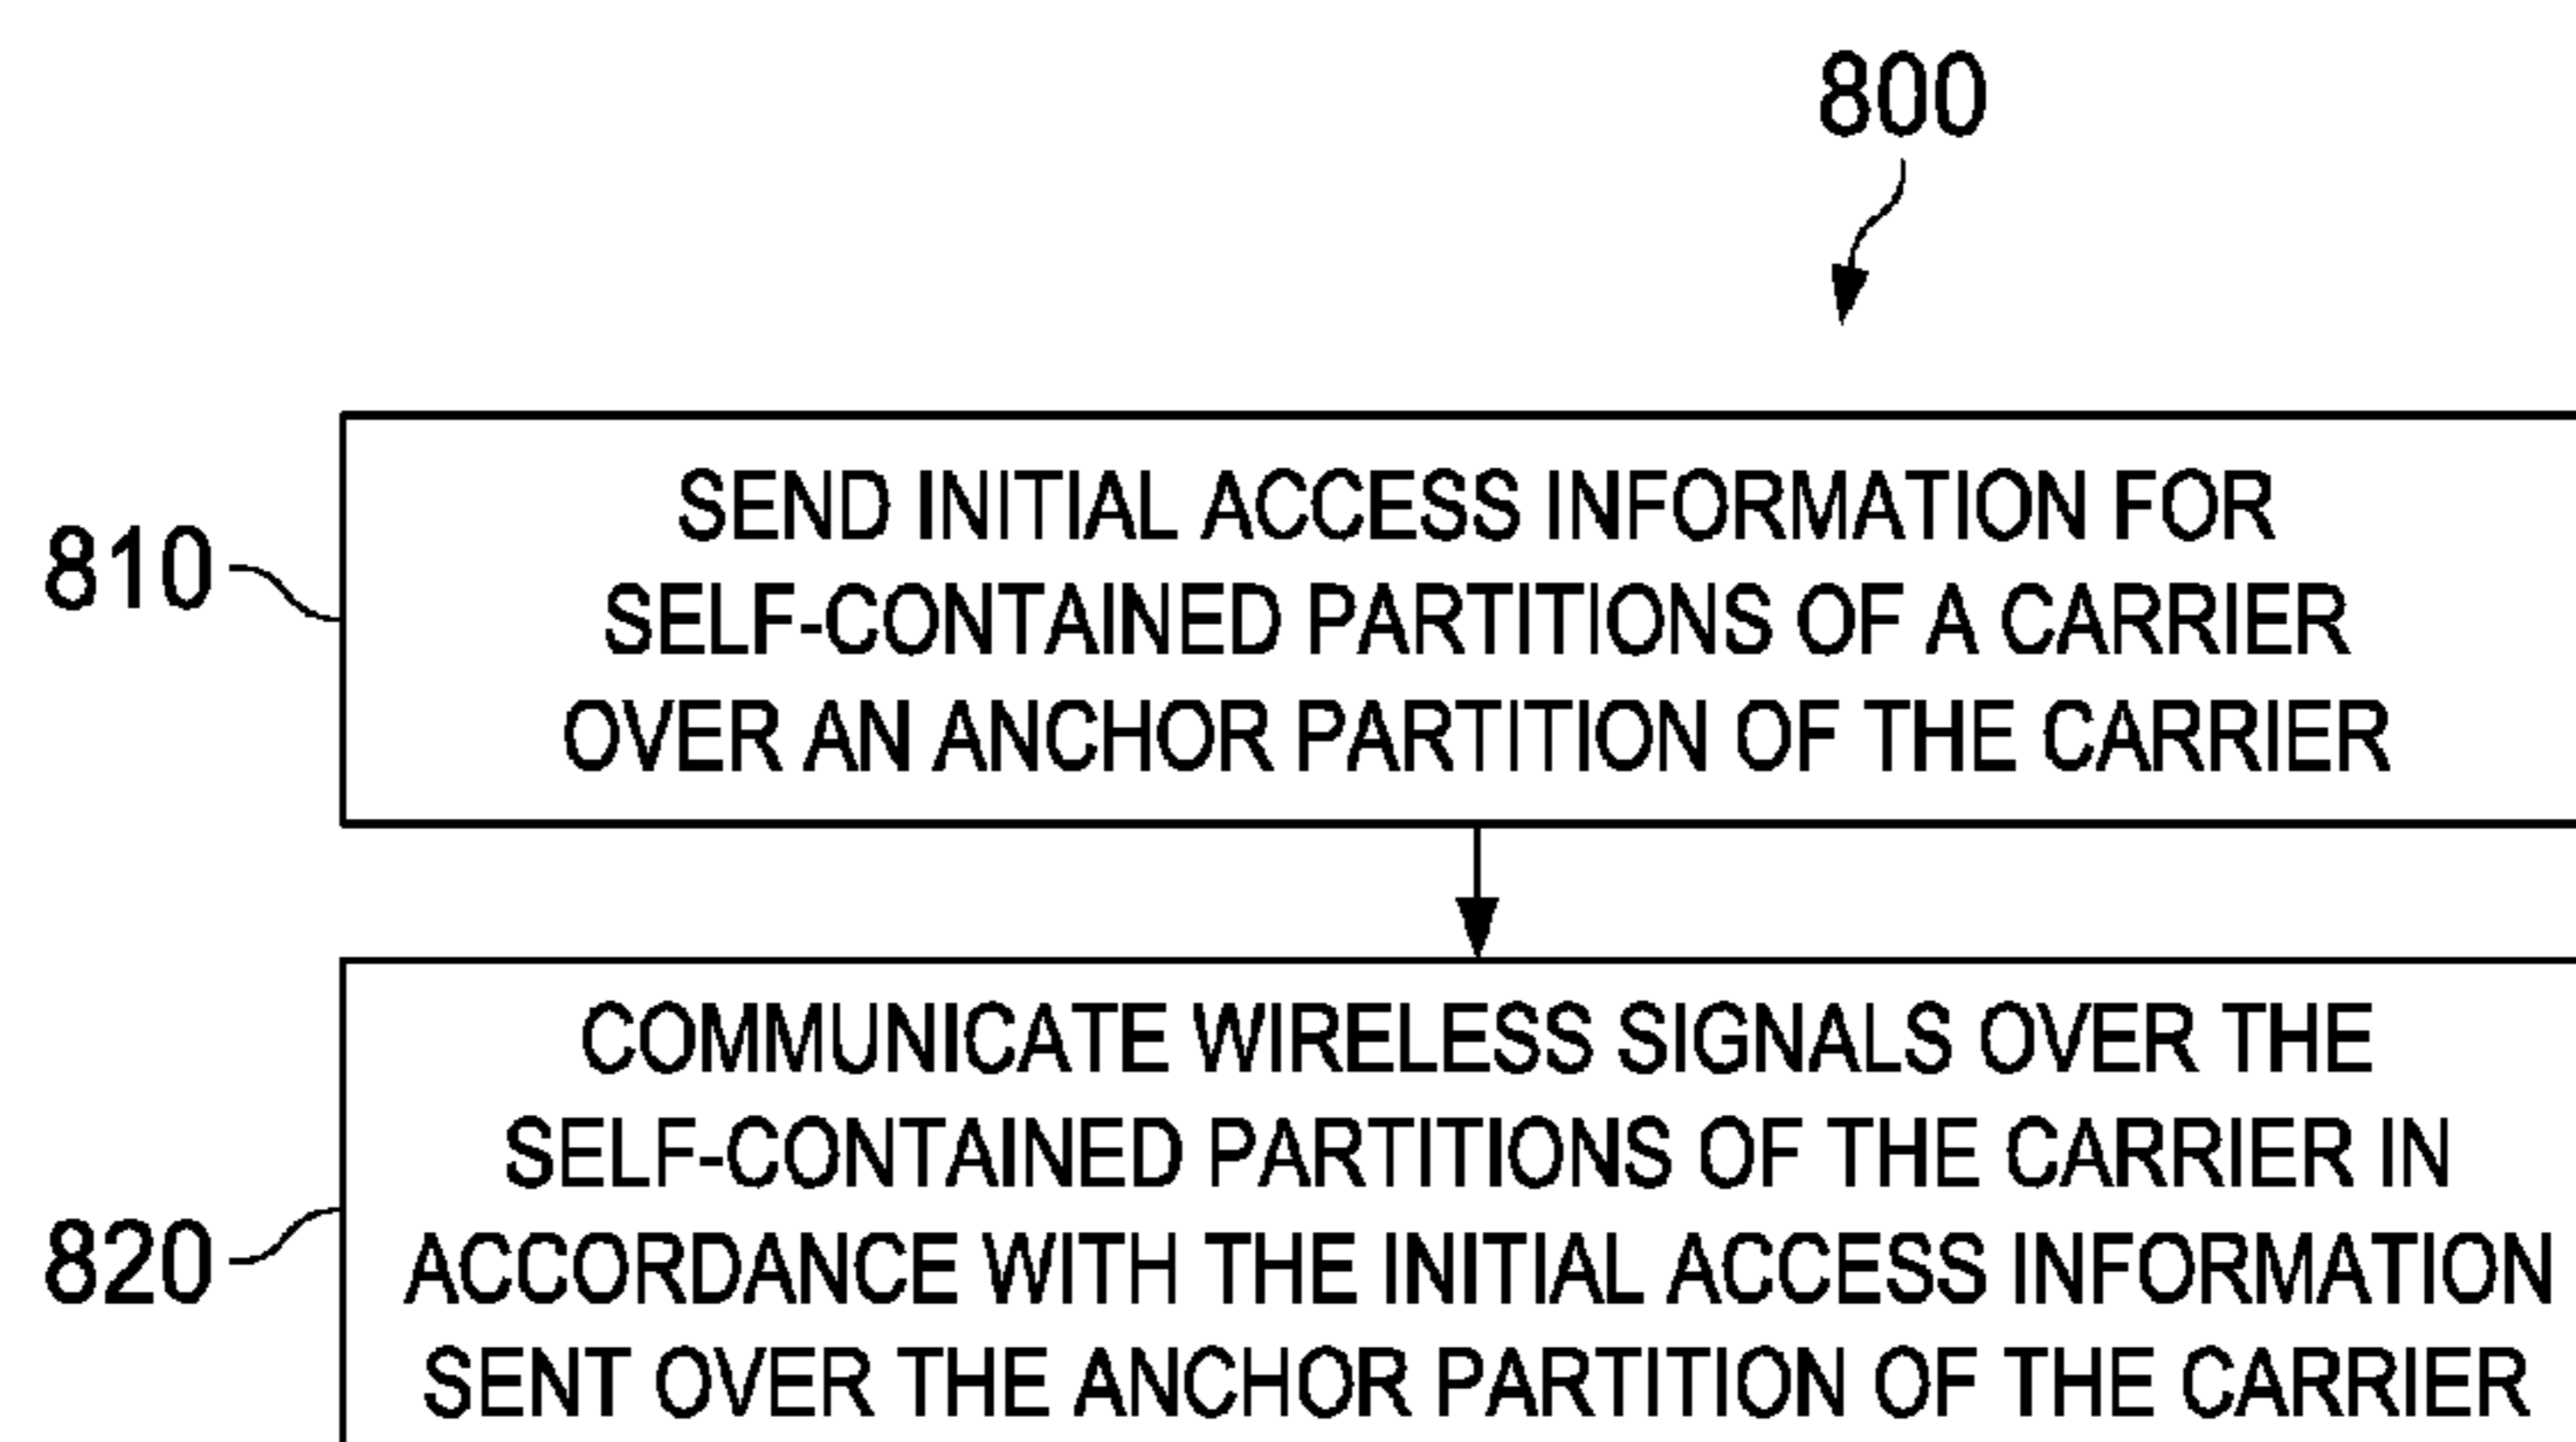 800
810
SEND INITIAL ACCESS INFORMATION FOR
SELF-CONTAINED PARTITIONS OF A CARRIER
OVER AN ANCHOR PARTITION OF THE CARRIER
820
COMMUNICATE WIRELESS SIGNALS OVER THE
SELF-CONTAINED PARTITIONS OF THE CARRIER IN
ACCORDANCE WITH THE INITIAL ACCESS INFORMATION
SENT OVER THE ANCHOR PARTITION OF THE CARRIER